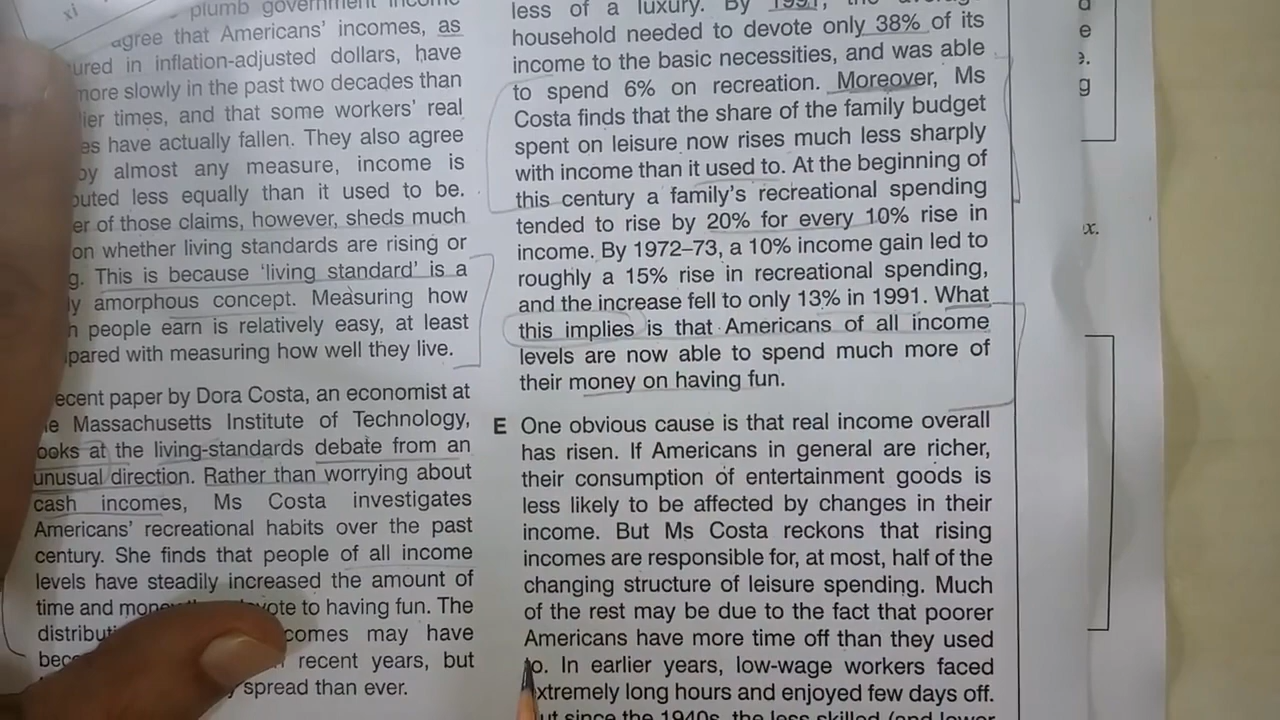 xi
plumb government income
agree that Americans' incomes, as
ured in inflation-adjusted dollars, have
more slowly in the past two decades than
ier times, and that some workers' real
es have actually fallen. They also agree
by almost any measure, income is
buted less equally than it used to be.
er of those claims, however, sheds much
on whether living standards are rising or
g. This is because 'living standard' is a
ly amorphous concept. Measuring how
h people earn is relatively easy, at least
pared with measuring how well they live.
ecent paper by Dora Costa, an economist at
e Massachusetts Institute of Technology,
ooks at the living-standards debate from an
unusual direction. Rather than worrying about
cash incomes, Ms Costa investigates
Americans' recreational habits over the past
century. She finds that people of all income
levels have steadily increased the amount of
time and vote to having fun. The
distribut comes may have
bec recent years, but
spread than ever.
less of a luxury. By 1991, the
household needed to devote only 38% of its
income to the basic necessities, and was able
to spend 6% on recreation. Moreover, Ms
Costa finds that the share of the family budget
spent on leisure now rises much less sharply
with income than it used to. At the beginning of
this century a family's recreational spending
tended to rise by 20% for every 10% rise in
income. By 1972–73, a 10% income gain led to
roughly a 15% rise in recreational spending,
and the increase fell to only 13% in 1991. What
this implies is that Americans of all income
levels are now able to spend much more of
their money on having fun.
E One obvious cause is that real income overall
has risen. If Americans in general are richer,
their consumption of entertainment goods is
less likely to be affected by changes in their
income. But Ms Costa reckons that rising
incomes are responsible for, at most, half of the
changing structure of leisure spending. Much
of the rest may be due to the fact that poorer
Americans have more time off than they used
to. In earlier years, low-wage workers faced
extremely long hours and enjoyed few days off.
But since the 1940s, the less skilled (and lower
e
e.
g
x.